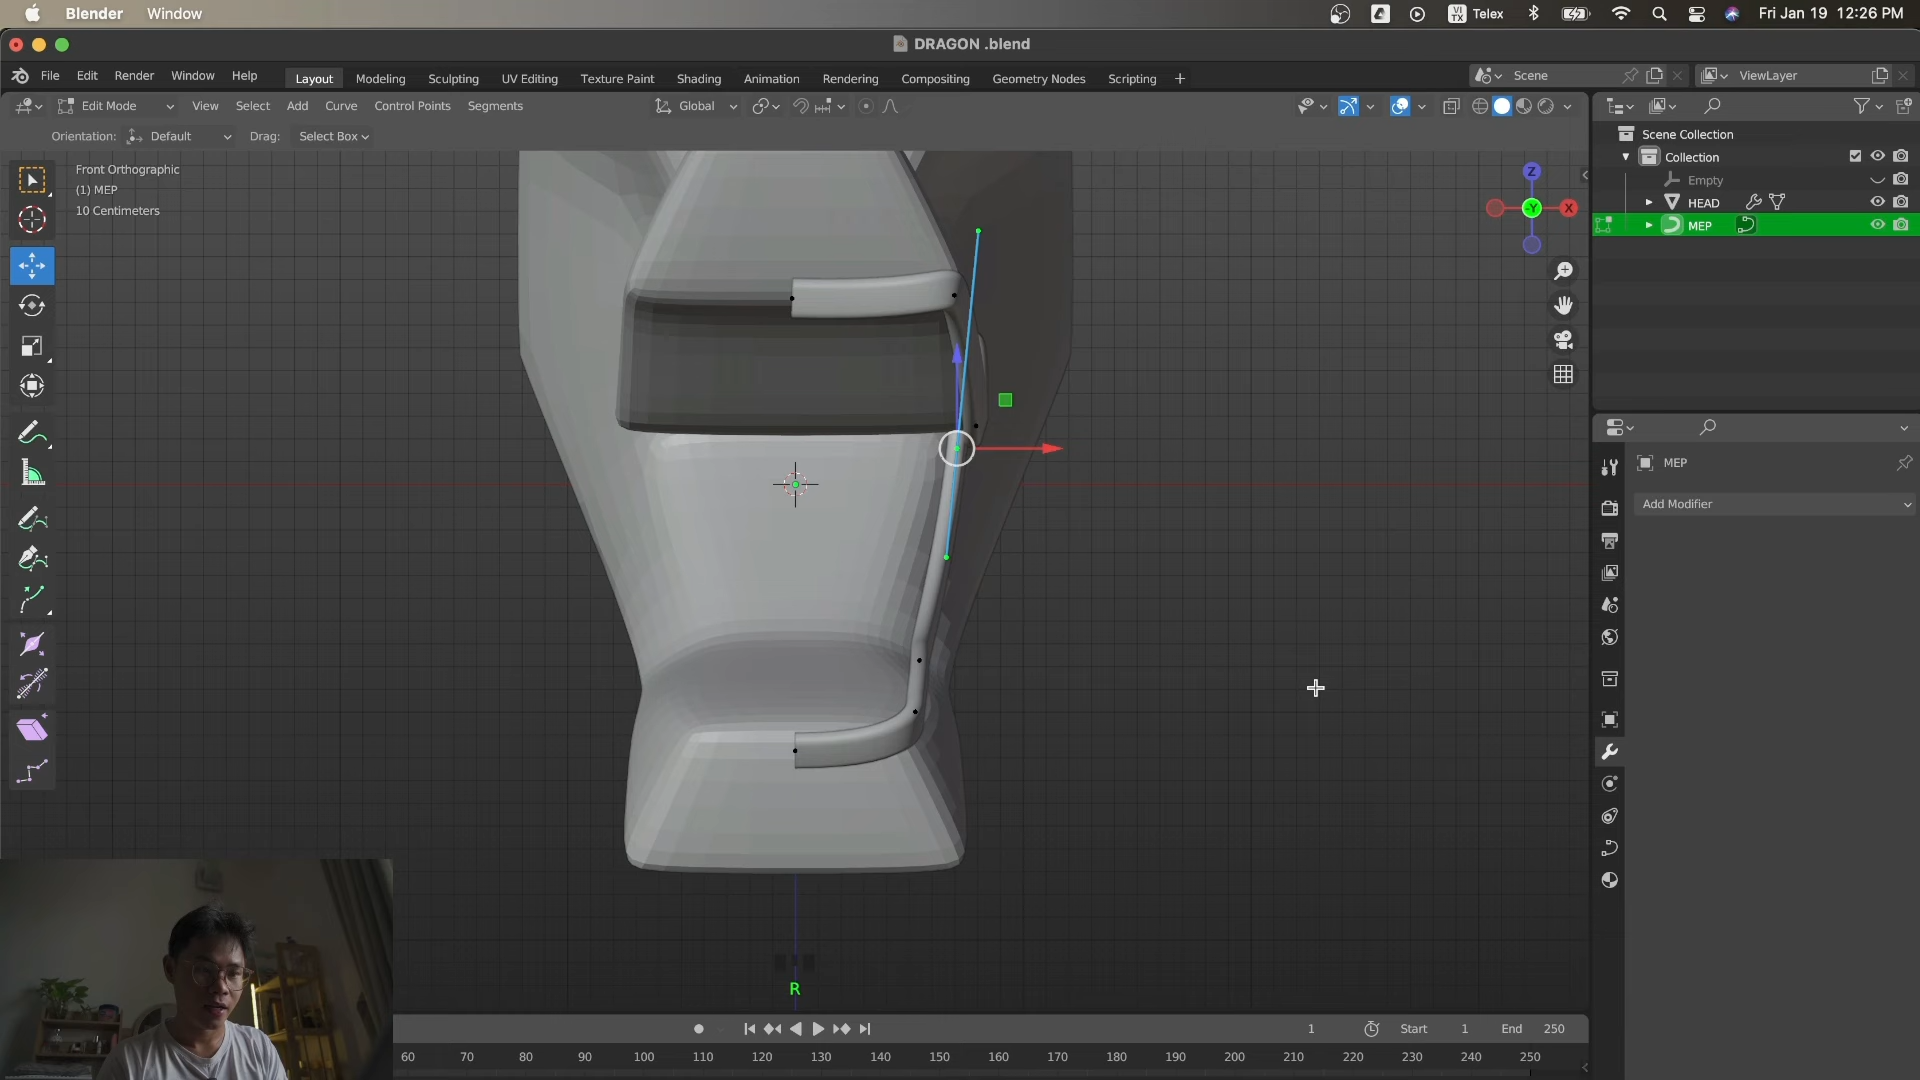 Blender Window Telex Fri Jan 19 12:26 PM
DRAGON .blend
File Edit Render Window Help Layout Modeling Sculpting UV Editing Texture Paint Shading Animation Rendering Compositing Geometry Nodes Scripting + Scene ViewLayer
Edit Mode View Select Add Curve Control Points Segments Global
Orientation: Default Drag: Select Box
Scene Collection
Collection
Empty
HEAD
MEP
Front Orthographic
(1) MEP
10 Centimeters
Z
Y
X
MEP
Add Modifier
R
1 Start 1 End 250
60 70 80 90 100 110 120 130 140 150 160 170 180 190 200 210 220 230 240 250